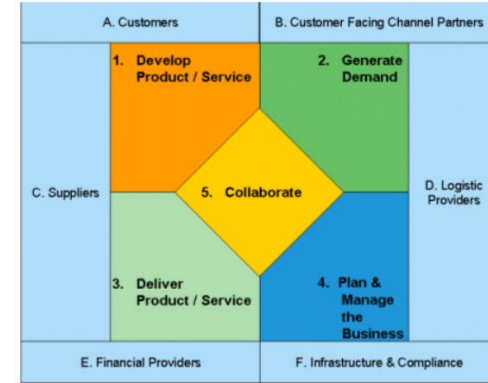 A. Customers
B. Customer Facing Channel Partners
1. Develop
Product / Service
2. Generate
Demand
C. Suppliers
5. Collaborate
D. Logistic
Providers
3. Deliver
Product / Service
4. Plan &
Manage
the
Business
E. Financial Providers
F. Infrastructure & Compliance